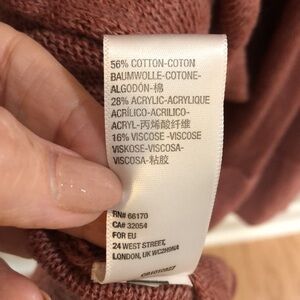 56% COTTON-COTON
BAUMWOLLE-COTONE-
ALGODÓN-棉
28% ACRYLIC-ACRYLIQUE
ACRÍLICO-ACRILICO-
ACRYL-丙烯酸纤维
16% VISCOSE -VISCOSE
VISKOSE-VISCOSA-
VISCOSA-粘胶
RN# 66170
CA# 32054
FOR EU
24 WEST STREET,
LONDON, UK WC2H9NA